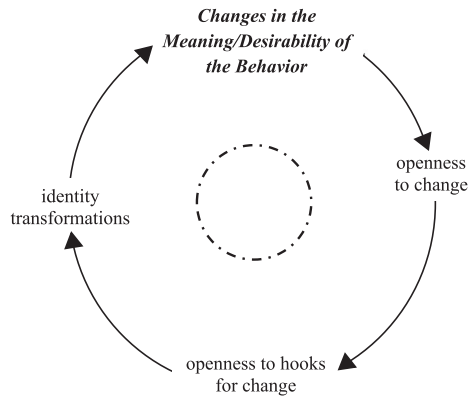 Changes in the
Meaning/Desirability of
the Behavior
openness
to change
openness to hooks
for change
identity
transformations